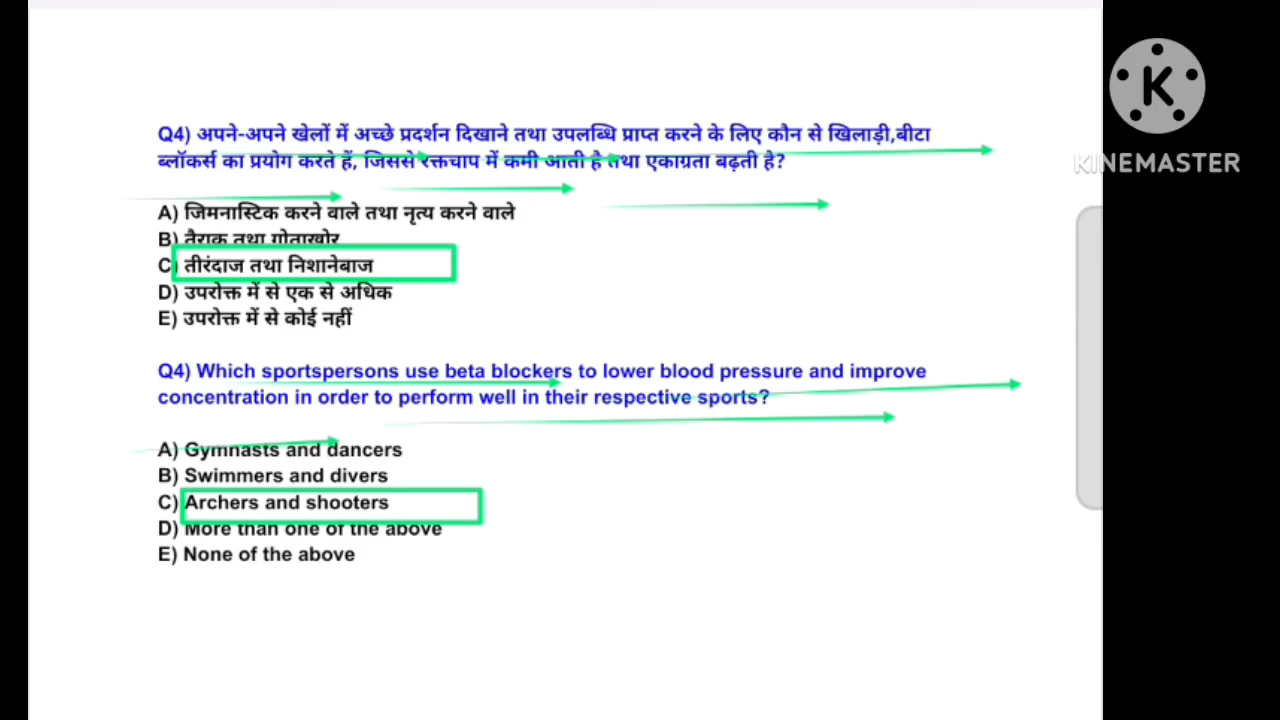 K
KINEMASTER
Q4) अपने-अपने खेलों में अच्छे प्रदर्शन दिखाने तथा उपलब्धि प्राप्त करने के लिए कौन से खिलाड़ी,बीटा
ब्लॉकर्स का प्रयोग करते हैं, जिससे रक्तचाप में कमी आती है तथा एकाग्रता बढ़ती है?
A) जिमनास्टिक करने वाले तथा नृत्य करने वाले
B) तैराक तथा गोताखोर
C) तीरंदाज तथा निशानेबाज
D) उपरोक्त में से एक से अधिक
E) उपरोक्त में से कोई नहीं
Q4) Which sportspersons use beta blockers to lower blood pressure and improve
concentration in order to perform well in their respective sports?
A) Gymnasts and dancers
B) Swimmers and divers
C) Archers and shooters
D) More than one of the above
E) None of the above